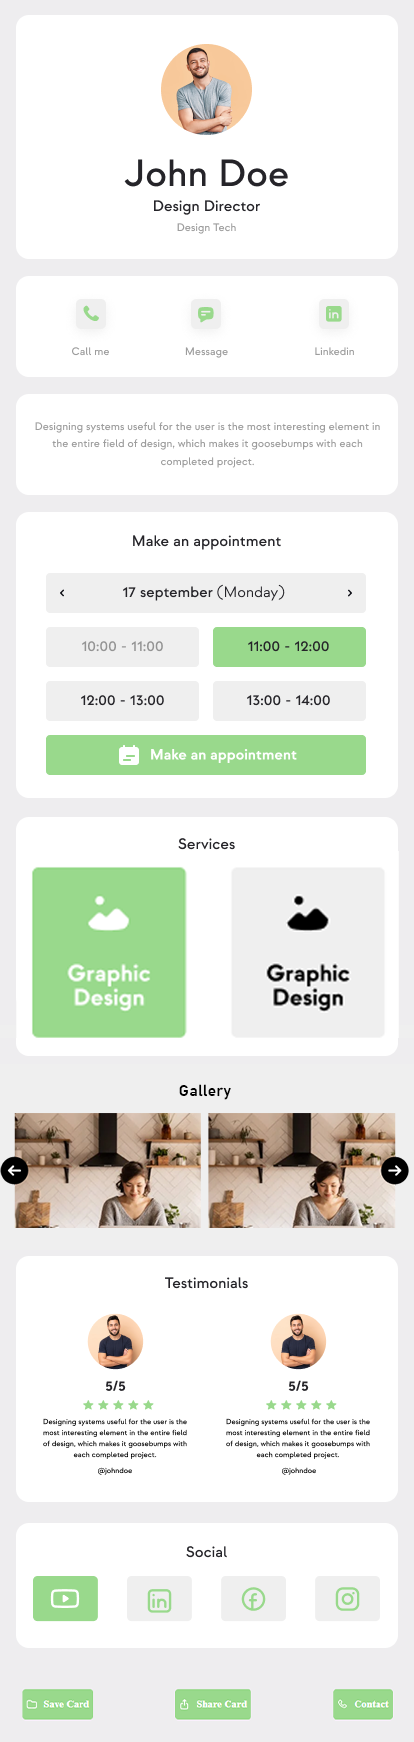 John Doe
Design Director
Design Tech
Call me
Message
Linkedin
Designing systems useful for the user is the most interesting element in
the entire field of design, which makes it goosebumps with each
completed project.
Make an appointment
17 september (Monday)
10:00 - 11:00
11:00 - 12:00
12:00 - 13:00
13:00 - 14:00
Make an appointment
Services
Graphic
Design
Graphic
Design
Gallery
Testimonials
5/5
Designing systems useful for the user is the
most interesting element in the entire field
of design, which makes it goosebumps with
each completed project.
@johndoe
5/5
Designing systems useful for the user is the
most interesting element in the entire field
of design, which makes it goosebumps with
each completed project.
@johndoe
Social
Save Card
Share Card
Contact